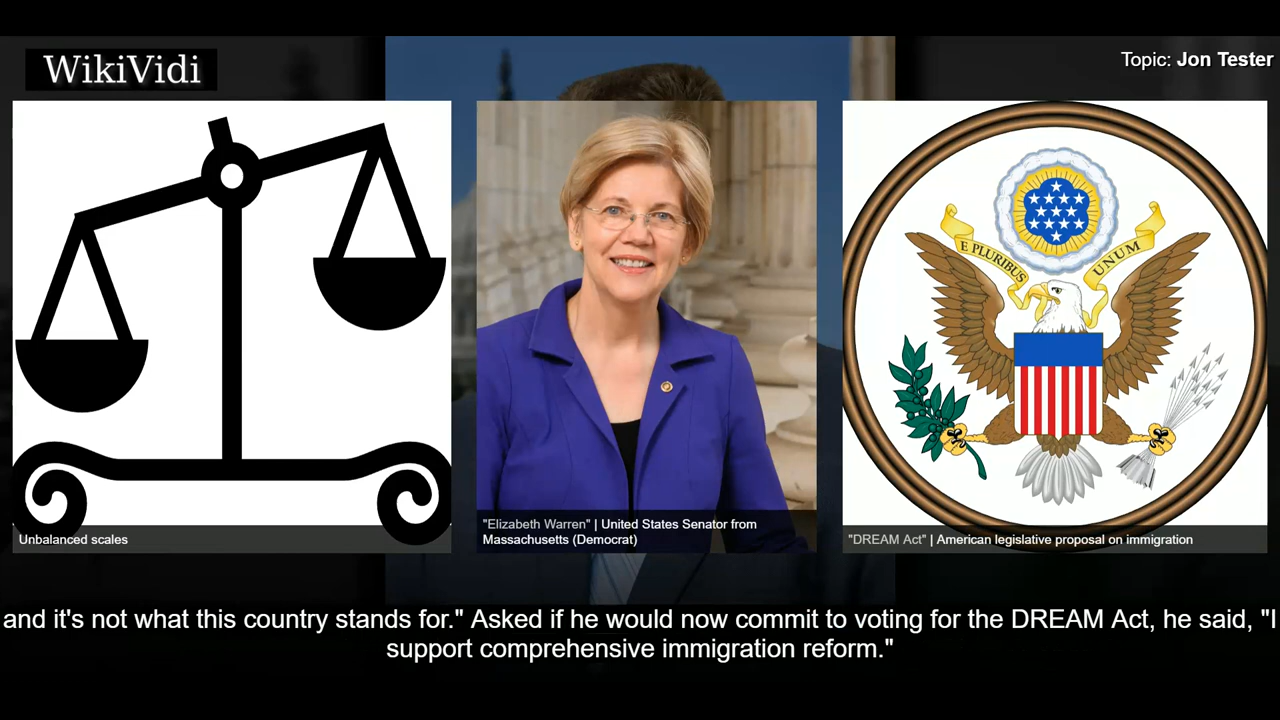 WikiVidi
Topic: Jon Tester
E PLURIBUS UNUM
Unbalanced scales
"Elizabeth Warren" | United States Senator from
Massachusetts (Democrat)
"DREAM Act" | American legislative proposal on immigration
and it's not what this country stands for." Asked if he would now commit to voting for the DREAM Act, he said, "I
support comprehensive immigration reform."